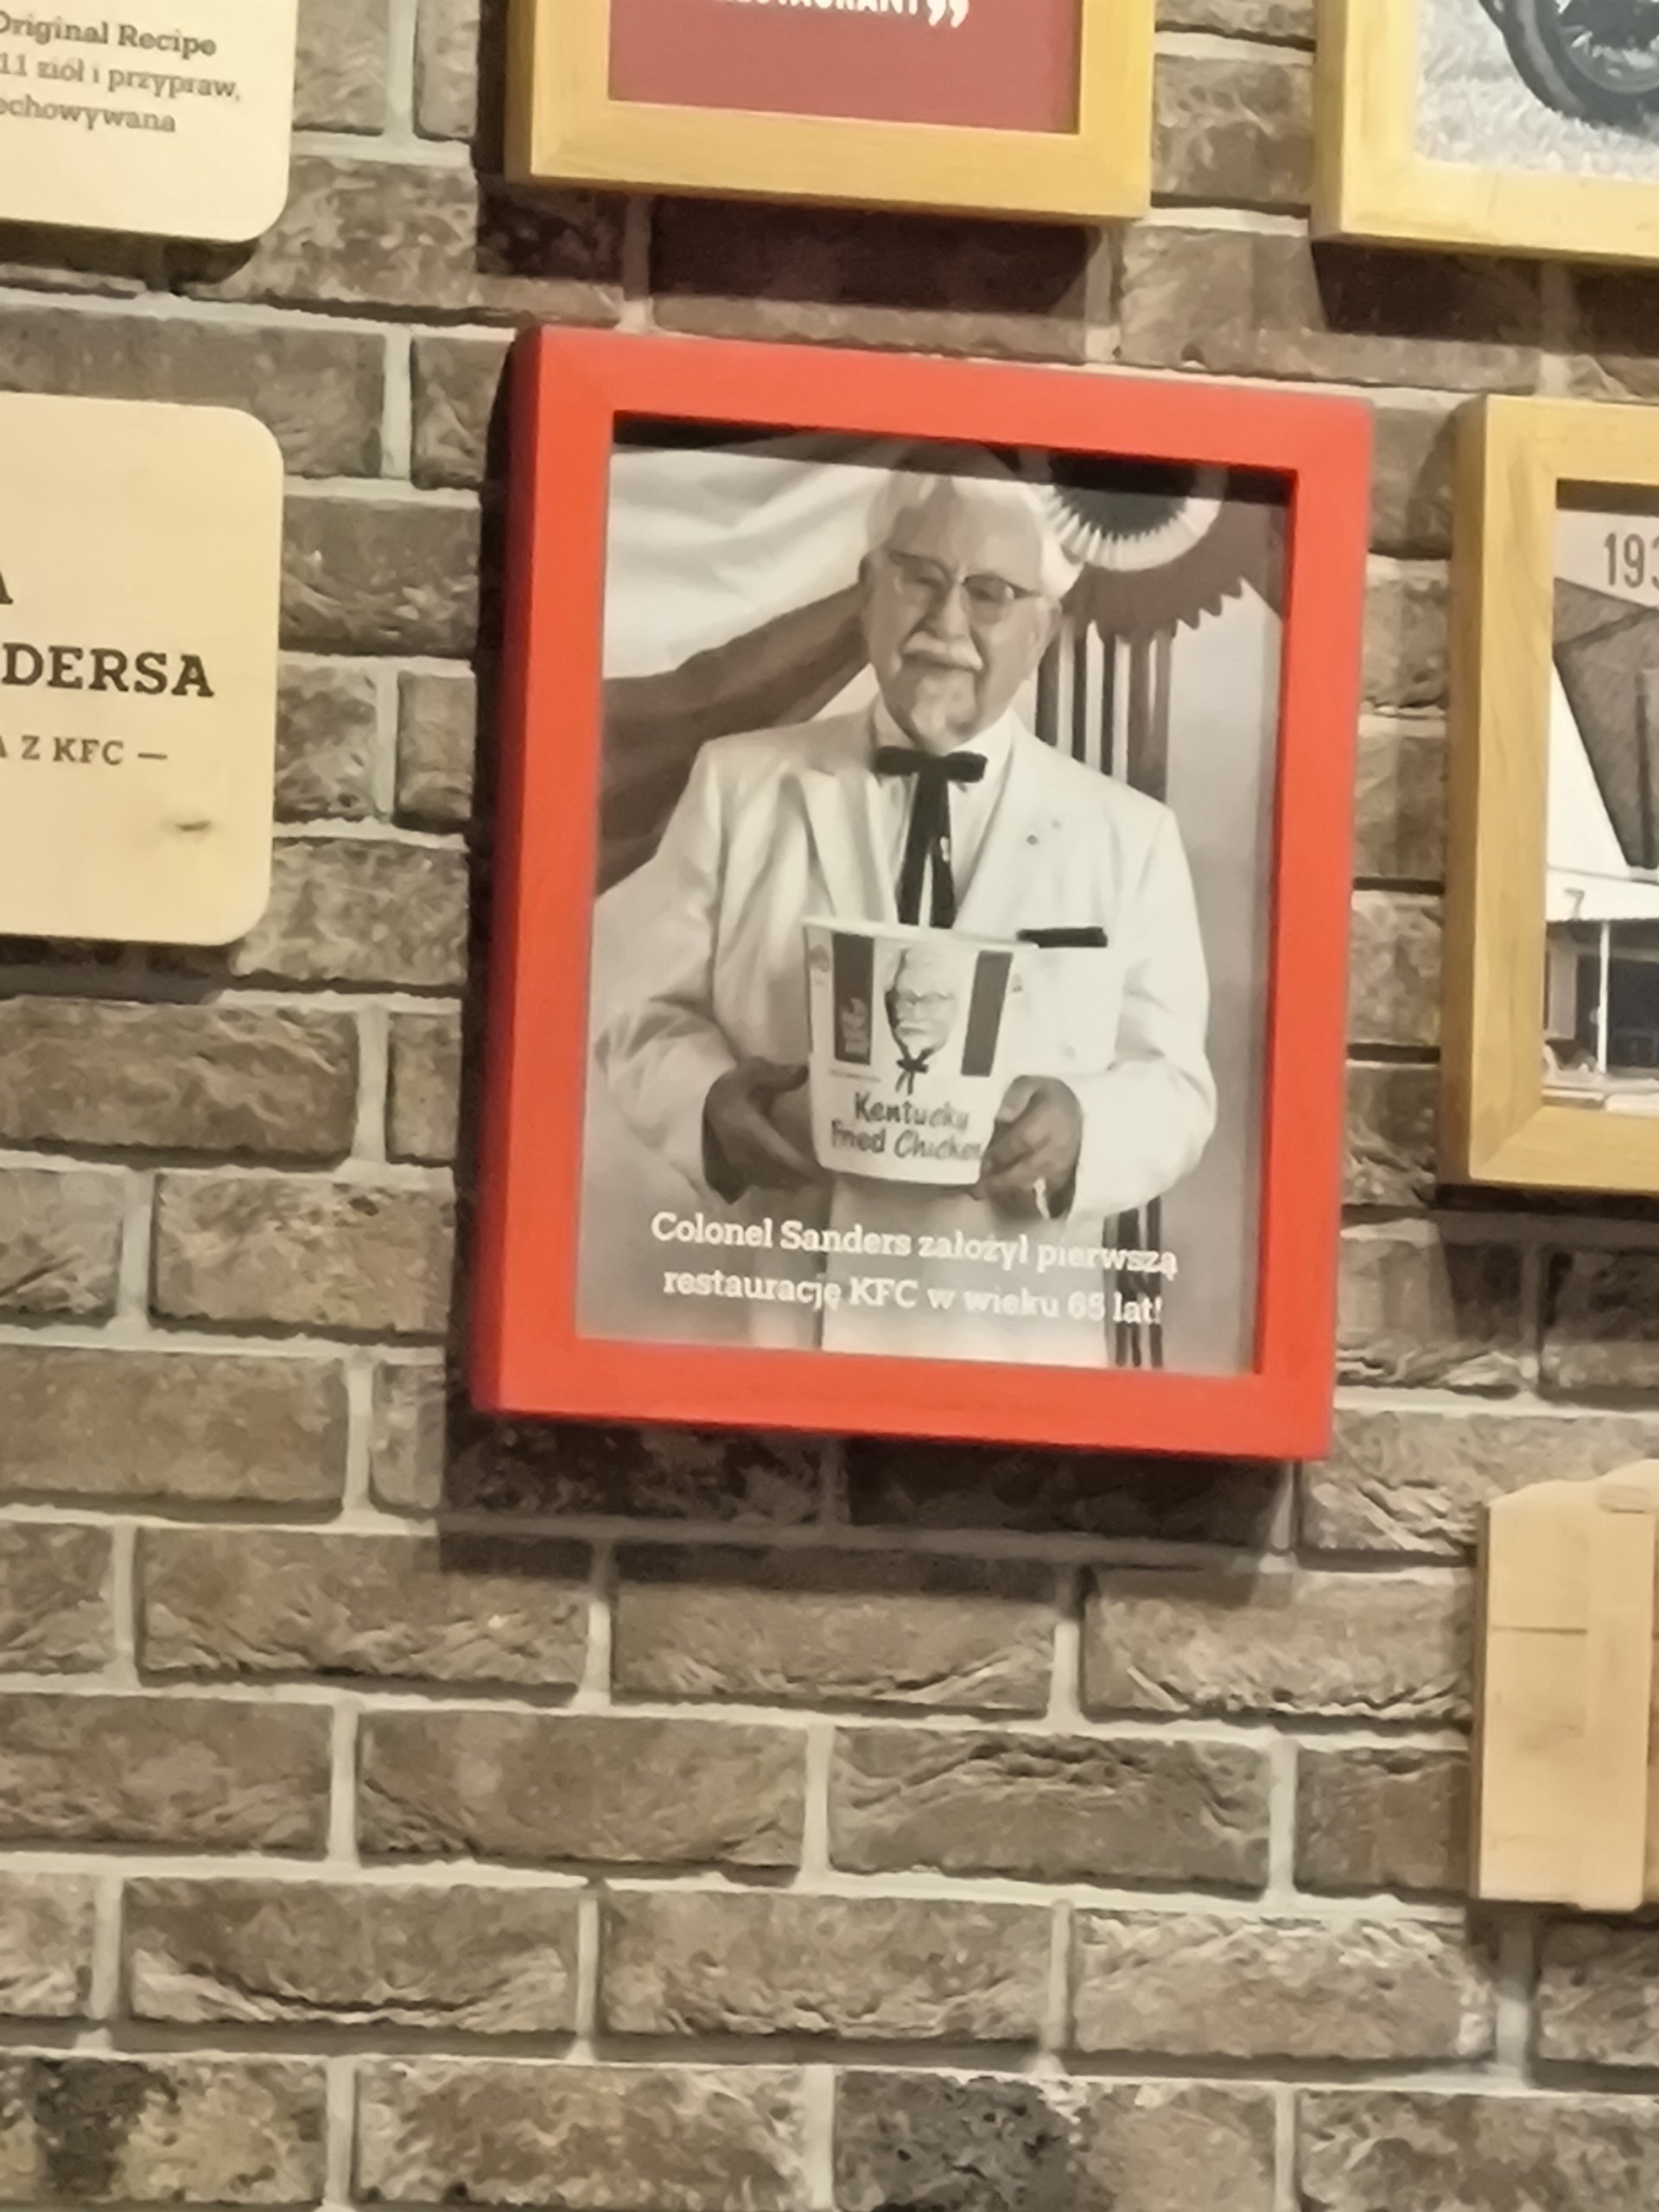 Original Recipe
11 ziół i przypraw,
DERSA
A Z KFC —
193
Kentucky
Fried Chicken
Colonel Sanders założył pierwszą
restaurację KFC w wieku 65 lat!